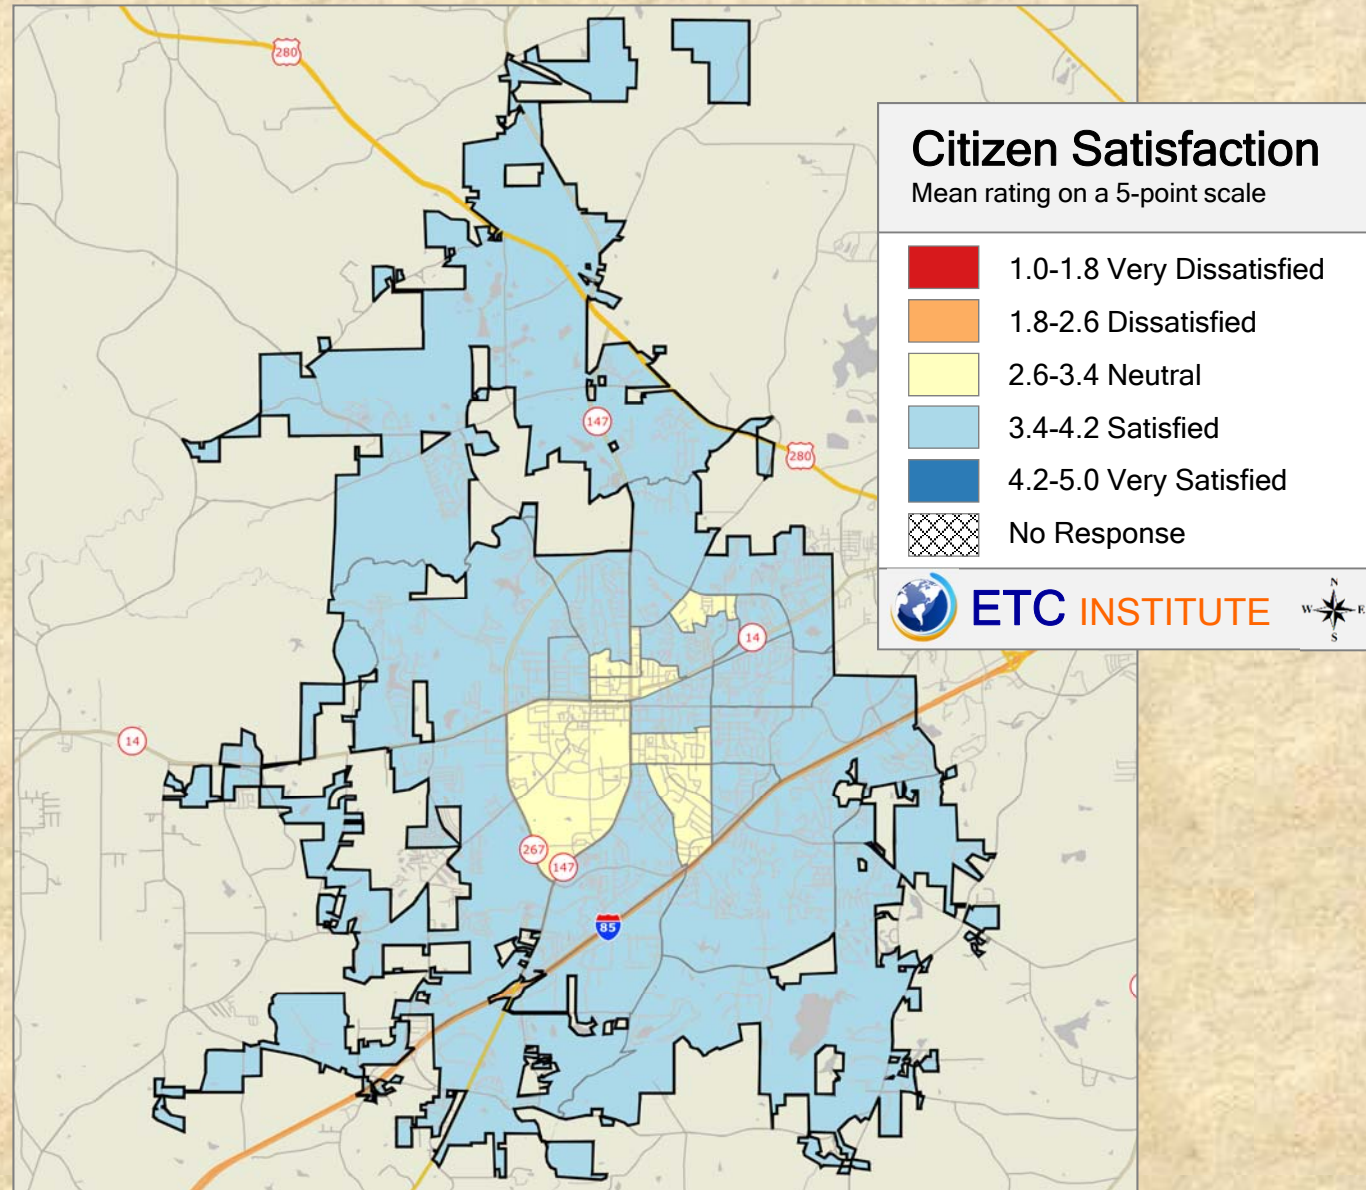 280
Citizen Satisfaction
Mean rating on a 5-point scale
1.0-1.8 Very Dissatisfied
1.8-2.6 Dissatisfied
2.6-3.4 Neutral
3.4-4.2 Satisfied
4.2-5.0 Very Satisfied
No Response
ETC INSTITUTE
N
W E
S
147
280
14
14
267
147
85